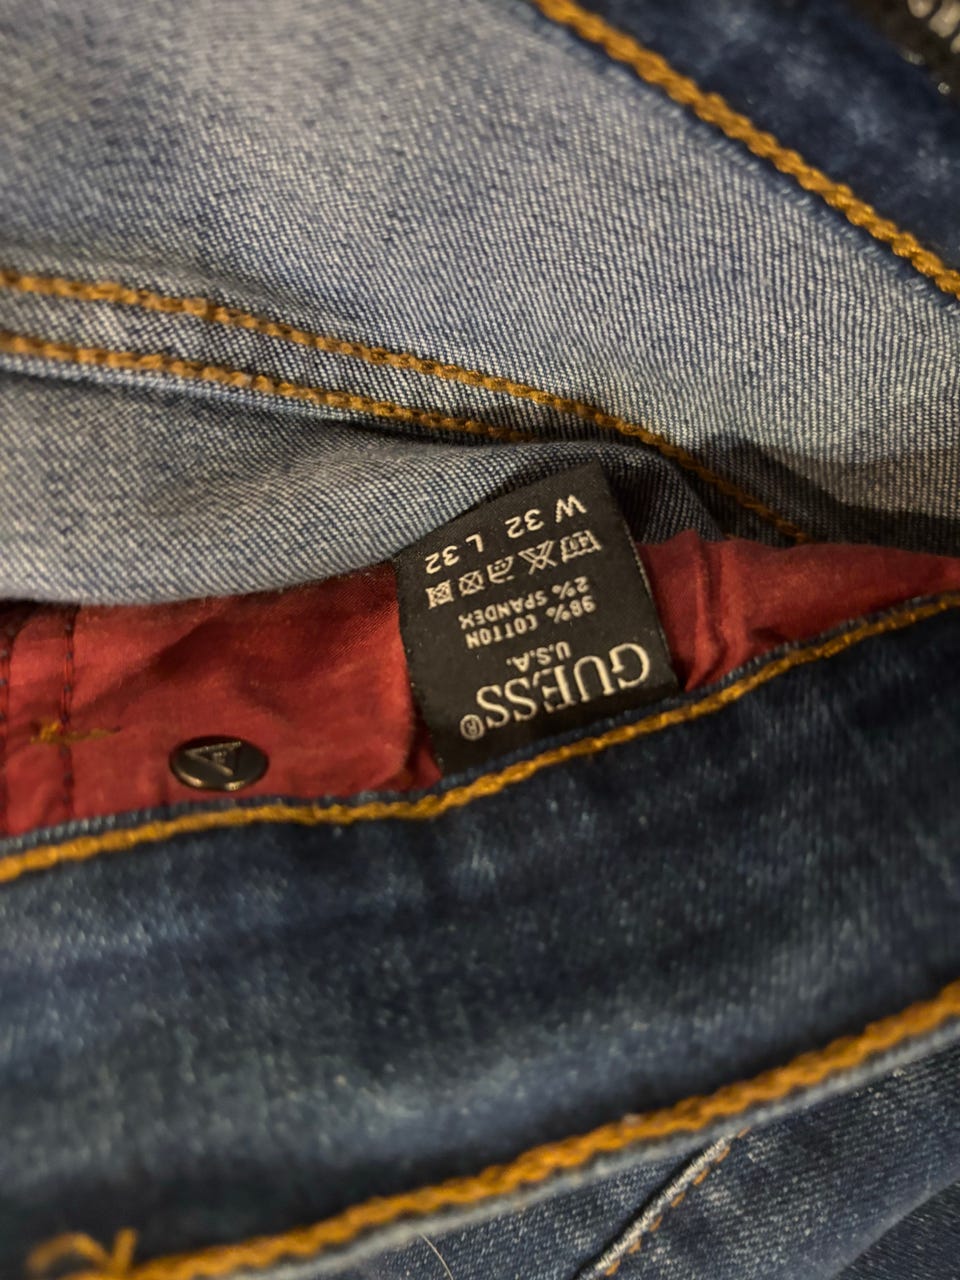 GUESS®
U.S.A.
98% COTTON
2% SPANDEX
W 32 L 32